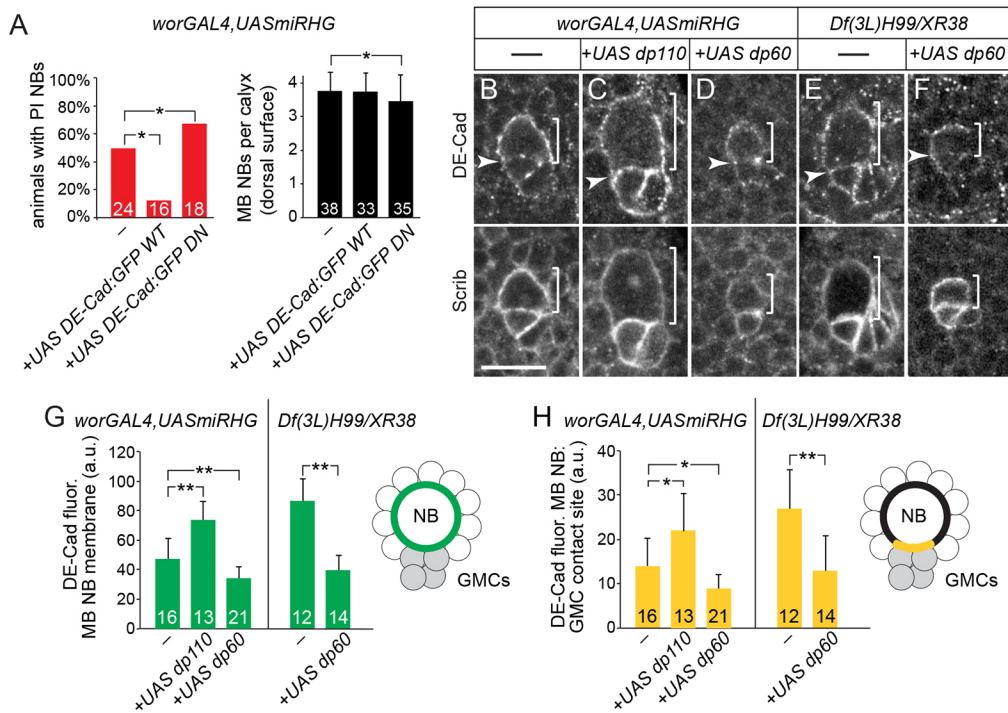 A
worGAL4,UASmiRHG
animals with PI NBs
100%
80%
60%
40%
20%
0%
*
*
24
16
18
–
+UAS DE-Cad:GFP WT
+UAS DE-Cad:GFP DN
MB NBs per calyx
(dorsal surface)
4
3
2
1
0
*
38
33
35
–
+UAS DE-Cad:GFP WT
+UAS DE-Cad:GFP DN
worGAL4,UASmiRHG
Df(3L)H99/XR38
—
+UAS dp110
+UAS dp60
—
+UAS dp60
B
C
D
E
F
DE-Cad
Scrib
G
worGAL4,UASmiRHG
Df(3L)H99/XR38
DE-Cad fluor.
MB NB membrane (a.u.)
120
100
80
60
40
20
0
**
**
**
16
13
21
12
14
–
+UAS dp110
+UAS dp60
–
+UAS dp60
NB
GMCs
H
worGAL4,UASmiRHG
Df(3L)H99/XR38
DE-Cad fluor. MB NB:
GMC contact site (a.u.)
40
30
20
10
0
*
*
**
16
13
21
12
14
–
+UAS dp110
+UAS dp60
–
+UAS dp60
NB
GMCs